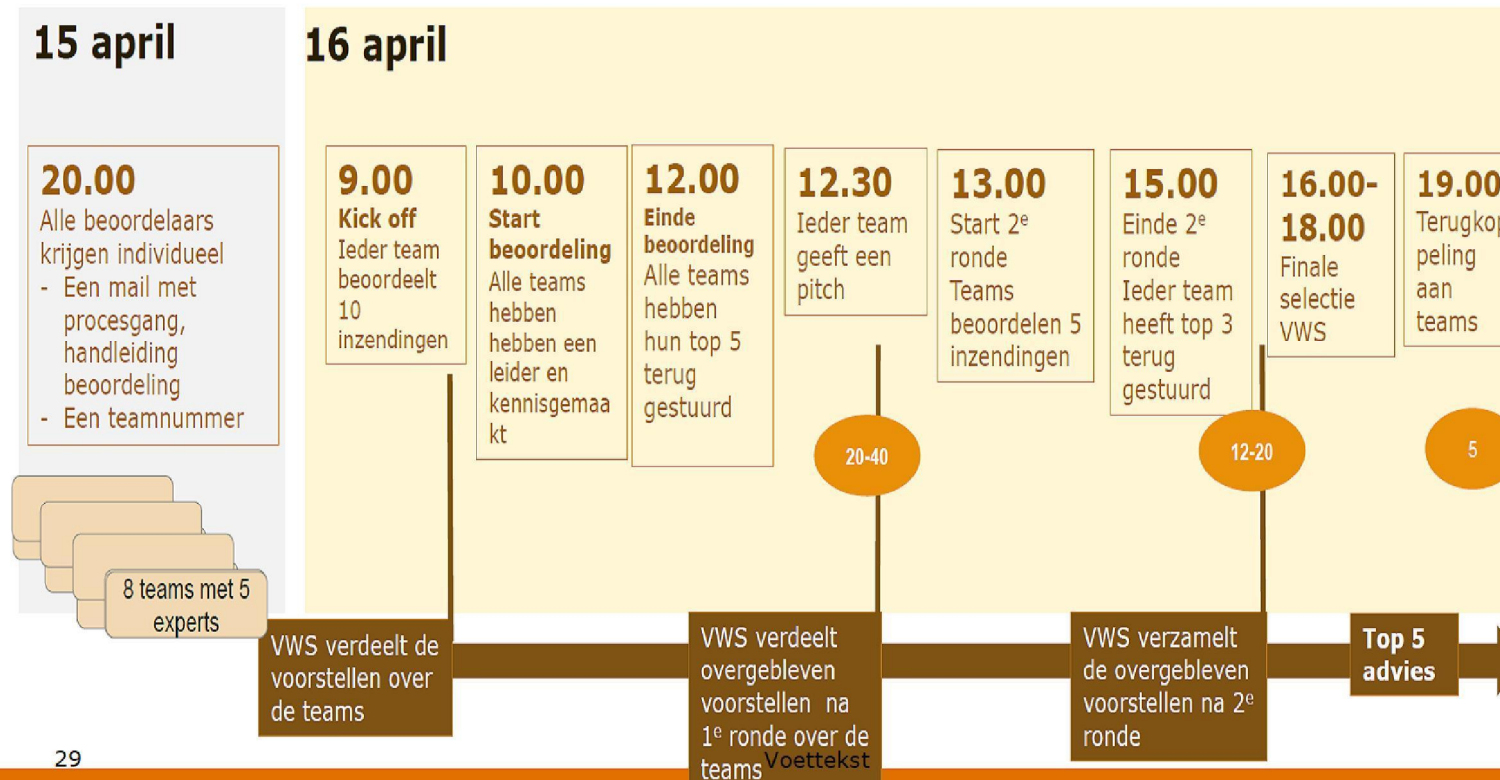 15 april
16 april
20.00
Alle beoordelaars
krijgen individueel
- Een mail met
procesgang,
handleiding
beoordeling
- Een teamnummer
9.00
Kick off
Ieder team
beoordeelt
10
inzendingen
10.00
Start
beoordeling
Alle teams
hebben
hebben een
leider en
kennisgemaa
kt
12.00
Einde
beoordeling
Alle teams
hebben
hun top 5
terug
gestuurd
12.30
Ieder team
geeft een
pitch
13.00
Start 2e
ronde
Teams
beoordelen 5
inzendingen
15.00
Einde 2e
ronde
Ieder team
heeft top 3
terug
gestuurd
16.00-
18.00
Finale
selectie
VWS
19.00
Terugkop
peling
aan
teams
20-40
12-20
5
8 teams met 5
experts
VWS verdeelt de
voorstellen over
de teams
VWS verdeelt
overgebleven
voorstellen na
1e ronde over de
teams
VWS verzamelt
de overgebleven
voorstellen na 2e
ronde
Top 5
advies
29
Voettekst